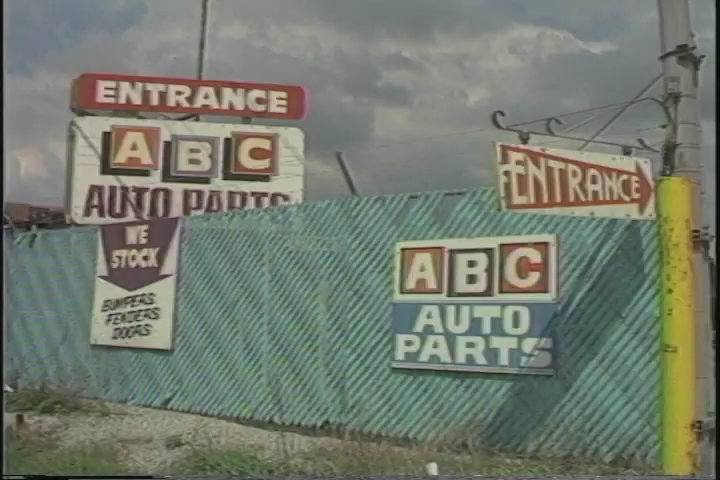 ENTRANCE
ABC
AUTO PARTS
WE
STOCK
BUMPERS
FENDERS
DOORS
ENTRANCE
ABC
AUTO
PARTS